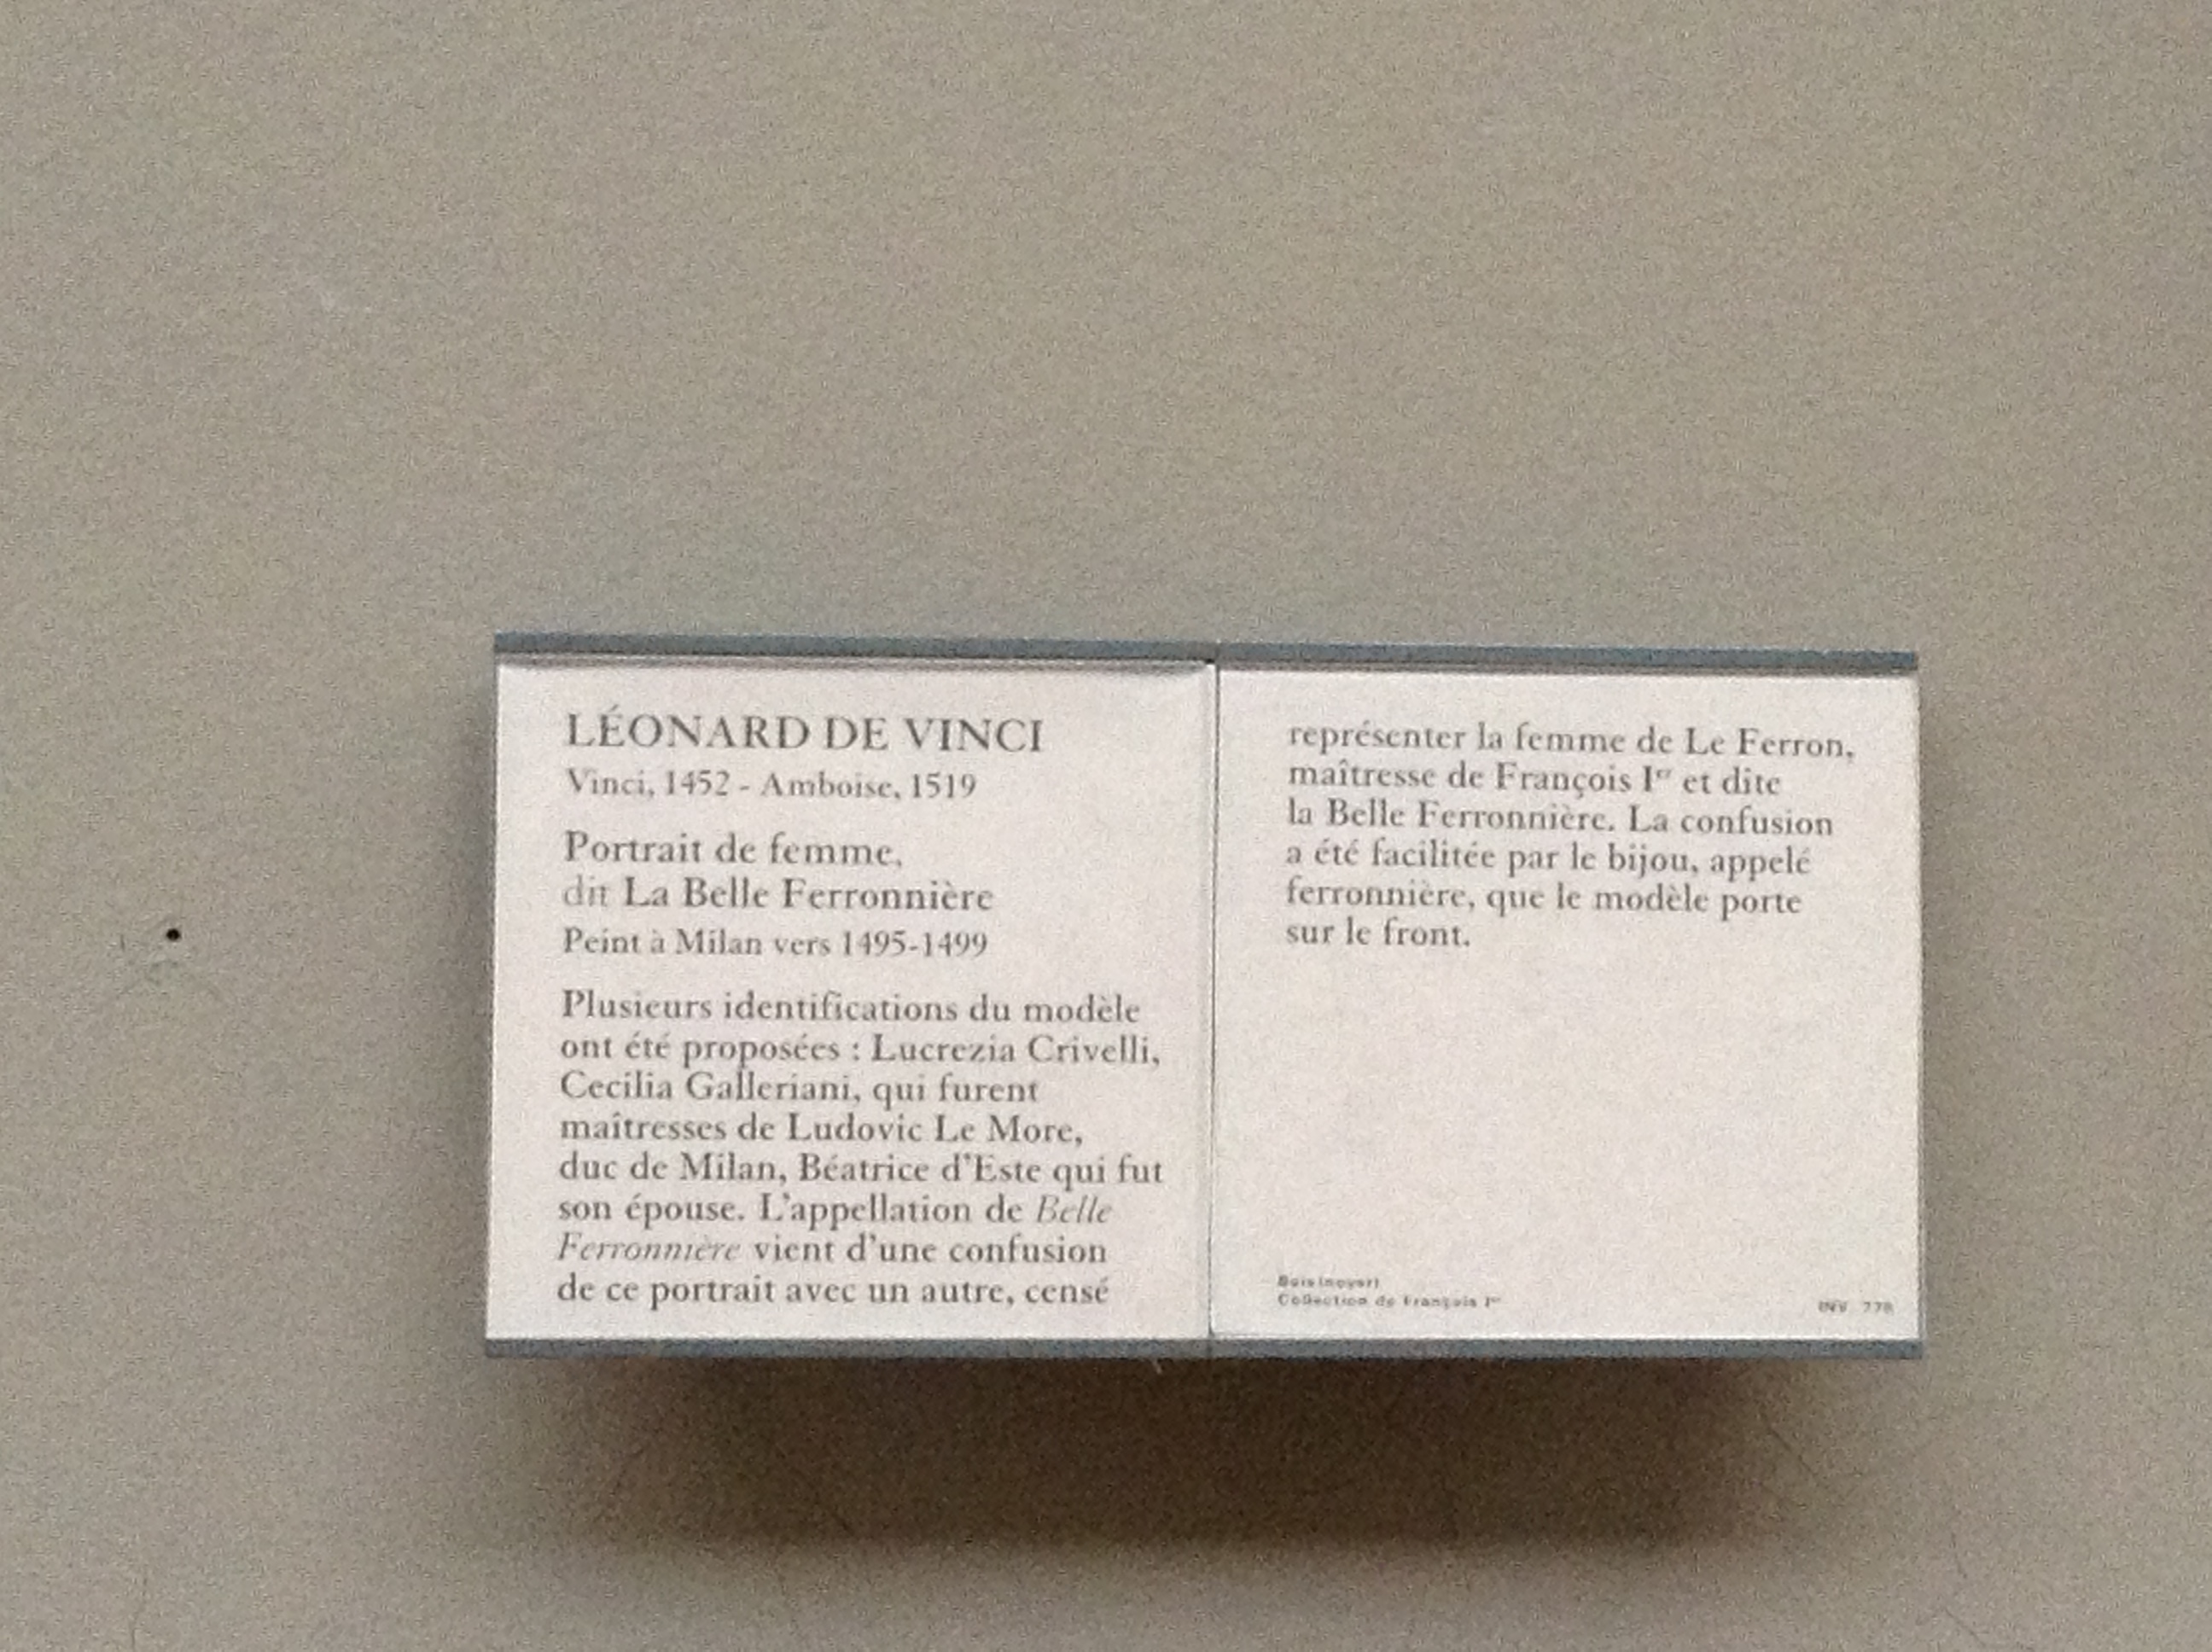 LÉONARD DE VINCI
Vinci, 1452 - Amboise, 1519
Portrait de femme,
dit La Belle Ferronnière
Peint à Milan vers 1495-1499
Plusieurs identifications du modèle
ont été proposées : Lucrezia Crivelli,
Cecilia Galleriani, qui furent
maîtresses de Ludovic Le More,
duc de Milan, Béatrice d'Este qui fut
son épouse. L'appellation de Belle
Ferronnière vient d'une confusion
de ce portrait avec un autre, censé
représenter la femme de Le Ferron,
maîtresse de François Iᵉʳ et dite
la Belle Ferronnière. La confusion
a été facilitée par le bijou, appelé
ferronnière, que le modèle porte
sur le front.
Bois (noyer)
Collection de François Iᵉʳ
INV. 778